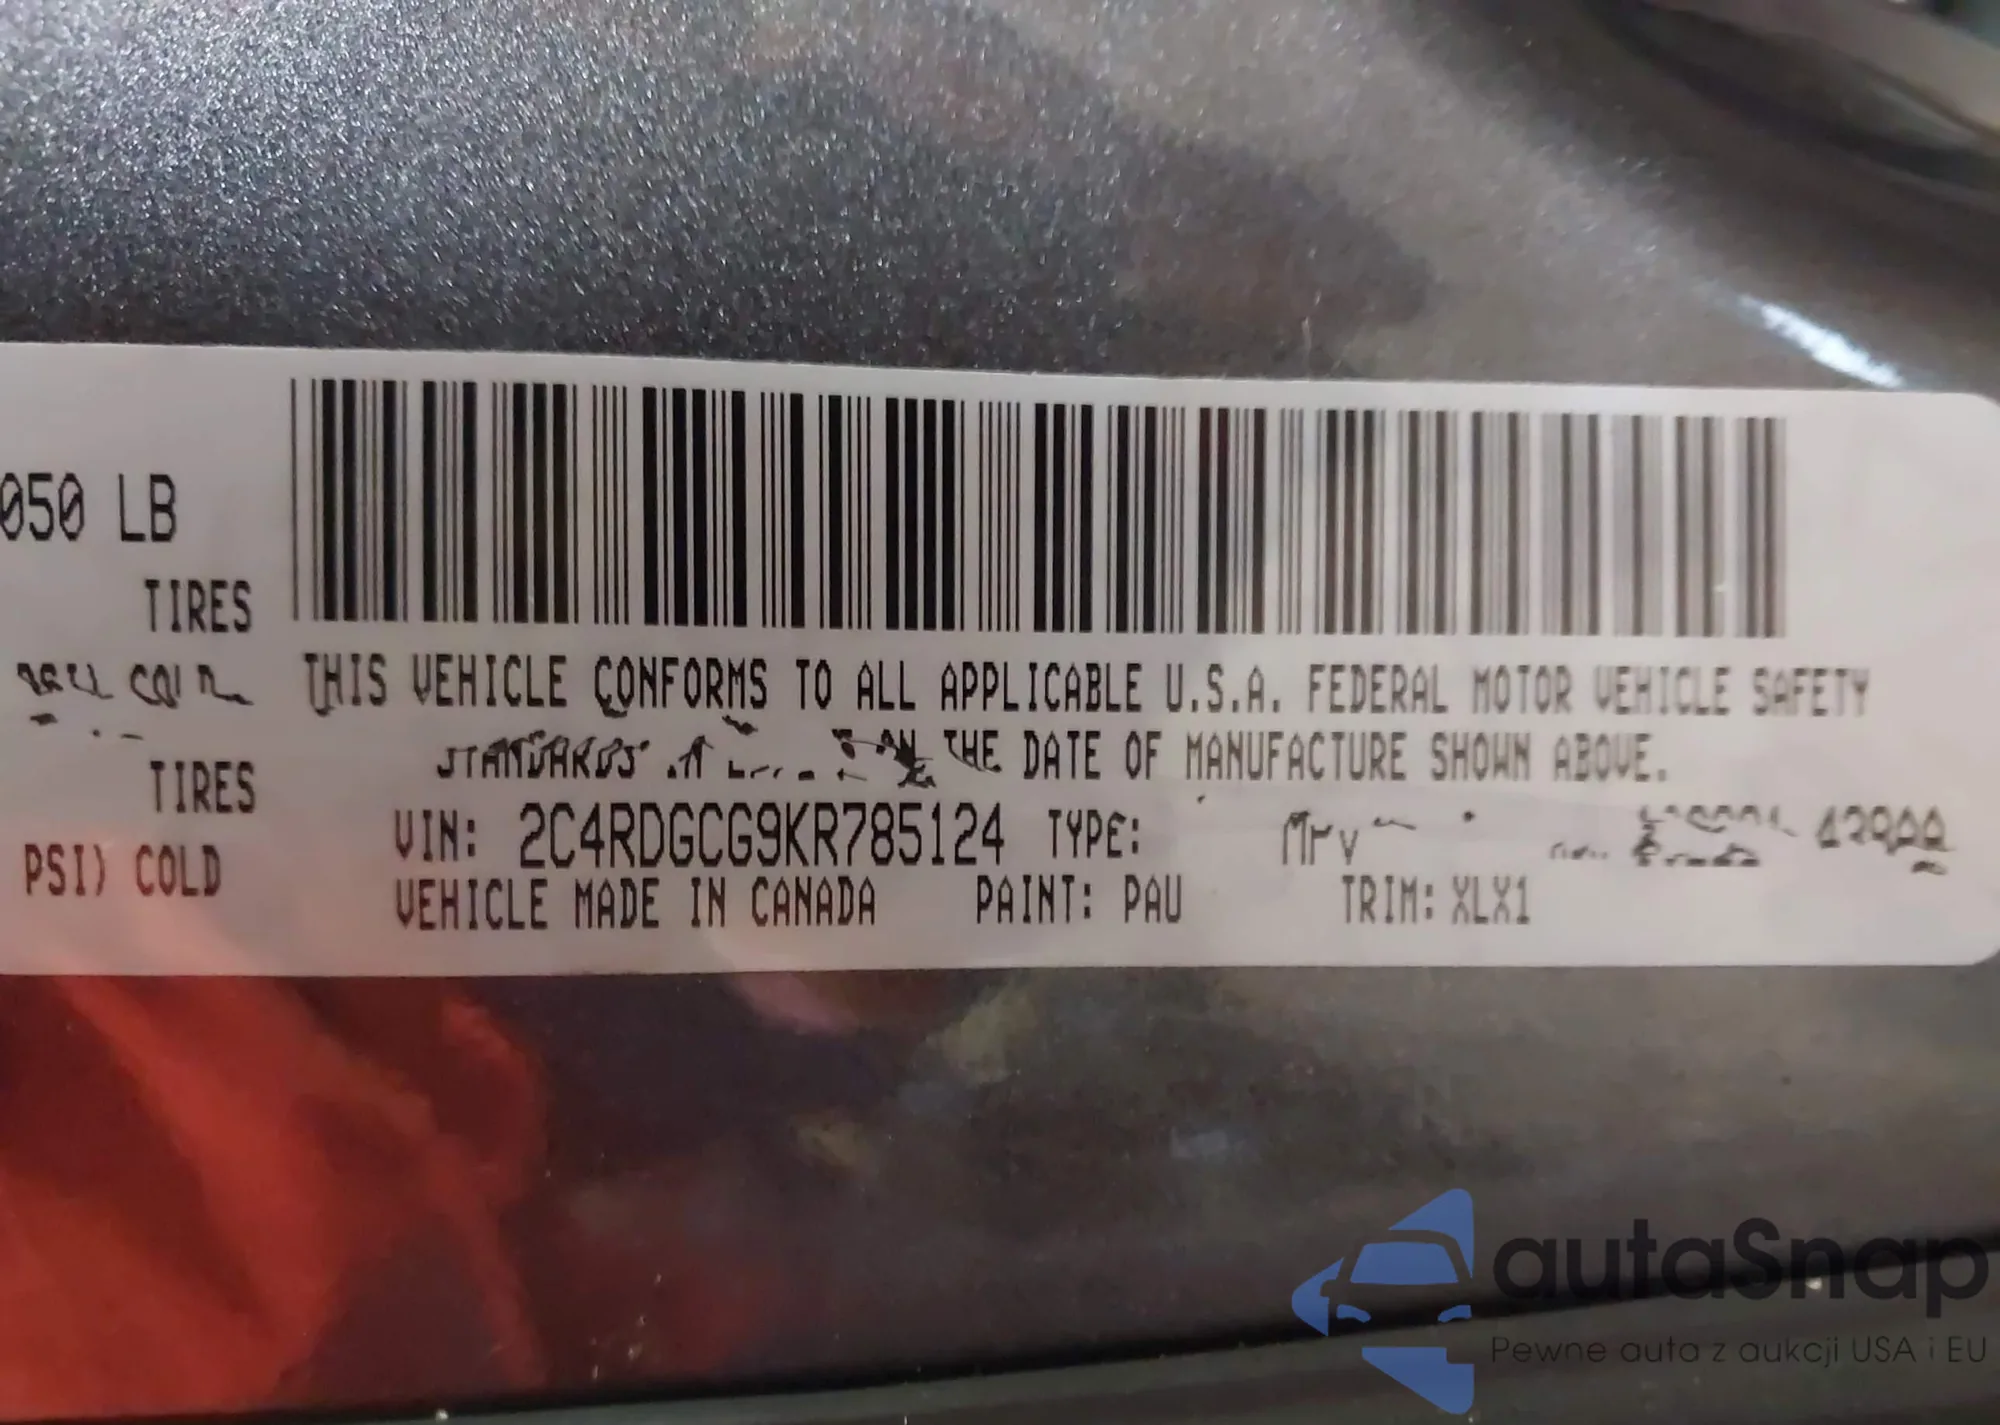 050 LB
TIRES
THIS VEHICLE CONFORMS TO ALL APPLICABLE U.S.A. FEDERAL MOTOR VEHICLE SAFETY
STANDARDS THE DATE OF MANUFACTURE SHOWN ABOVE.
TIRES
VIN: 2C4RDGCG9KR785124 TYPE:
PSI) COLD
VEHICLE MADE IN CANADA PAINT: PAU TRIM: XLX1
autaSnap
Pewne auta z aukcji USA i EU